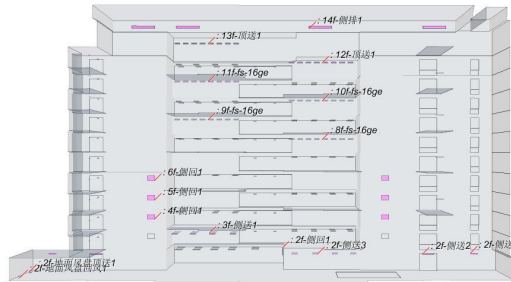 : 14f-侧排1
: 13f-顶送1
: 12f-顶送1
: 11f-fs-16ge
: 10f-fs-16ge
: 9f-fs-16ge
: 8f-fs-16ge
: 6f-侧回1
: 5f-侧回1
: 4f-侧回1
: 3f-侧送1
: 2f-侧回1
: 2f-侧送3
: 2f-侧送2
: 2f-侧送
: 2f-地面风盘顶送1
: 2f-地面风盘回风1